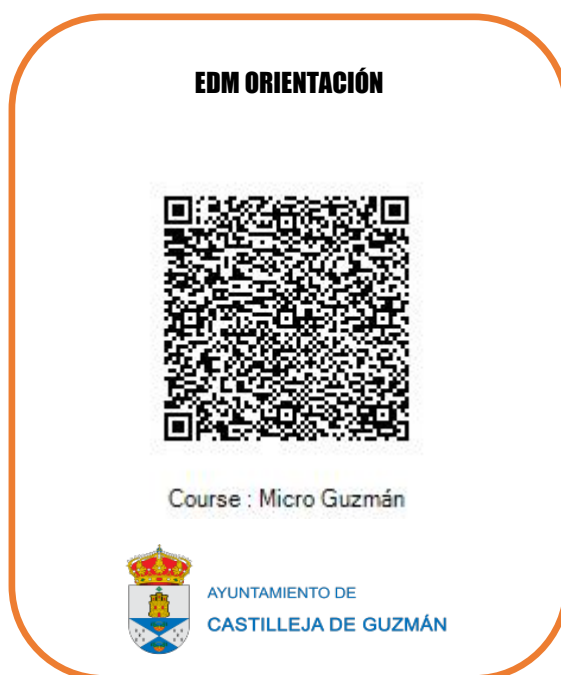 EDM ORIENTACIÓN
Course : Micro Guzmán
AYUNTAMIENTO DE
CASTILLEJA DE GUZMÁN